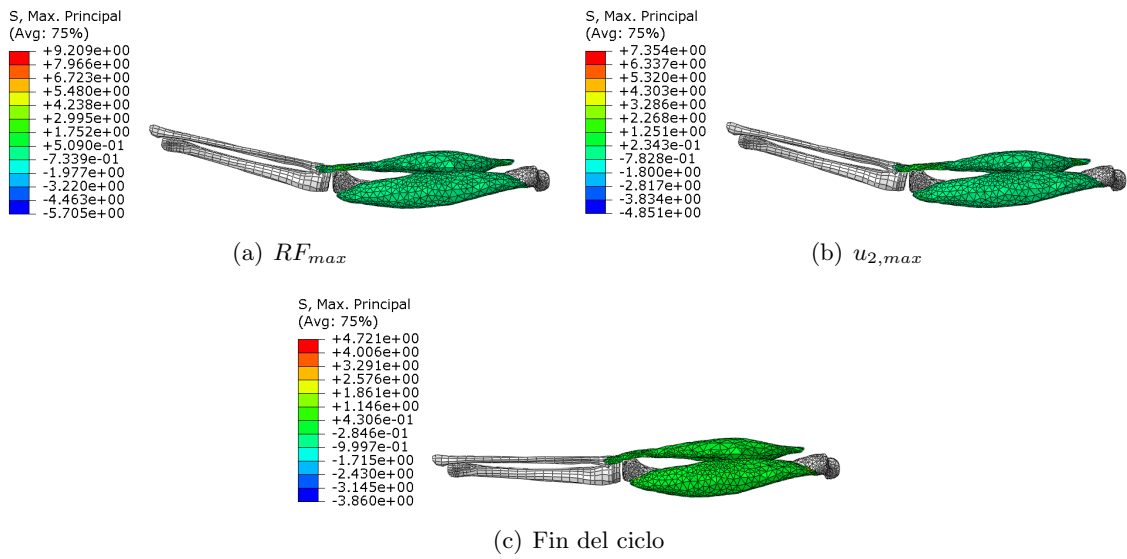 S, Max. Principal
(Avg: 75%)
+9.209e+00
+7.966e+00
+6.723e+00
+5.480e+00
+4.238e+00
+2.995e+00
+1.752e+00
+5.090e-01
-7.339e-01
-1.977e+00
-3.220e+00
-4.463e+00
-5.705e+00
(a) RFmax
S, Max. Principal
(Avg: 75%)
+7.354e+00
+6.337e+00
+5.320e+00
+4.303e+00
+3.286e+00
+2.268e+00
+1.251e+00
+2.343e-01
-7.828e-01
-1.800e+00
-2.817e+00
-3.834e+00
-4.851e+00
(b) u2,max
S, Max. Principal
(Avg: 75%)
+4.721e+00
+4.006e+00
+3.291e+00
+2.576e+00
+1.861e+00
+1.146e+00
+4.306e-01
-2.846e-01
-9.997e-01
-1.715e+00
-2.430e+00
-3.145e+00
-3.860e+00
(c) Fin del ciclo